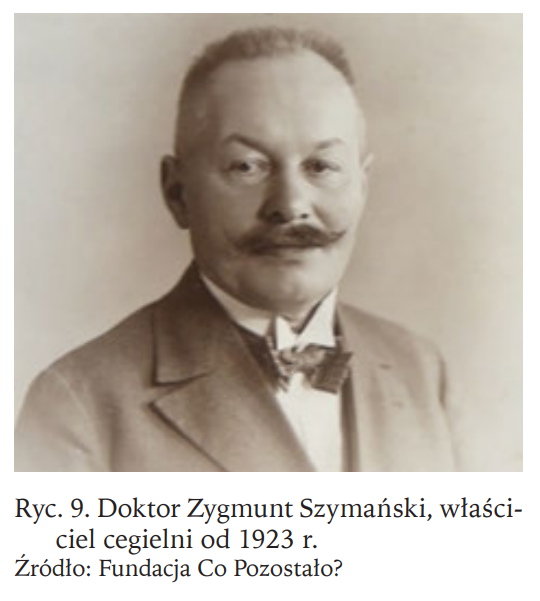 Ryc. 9. Doktor Zygmunt Szymański, właści-
ciel cegielni od 1923 r.
Źródło: Fundacja Co Pozostało?